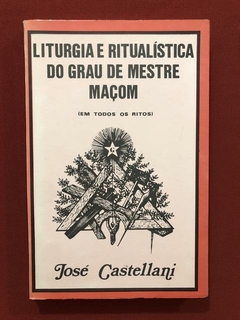 LITURGIA E RITUALÍSTICA
DO GRAU DE MESTRE
MAÇOM
(EM TODOS OS RITOS)
José Castellani